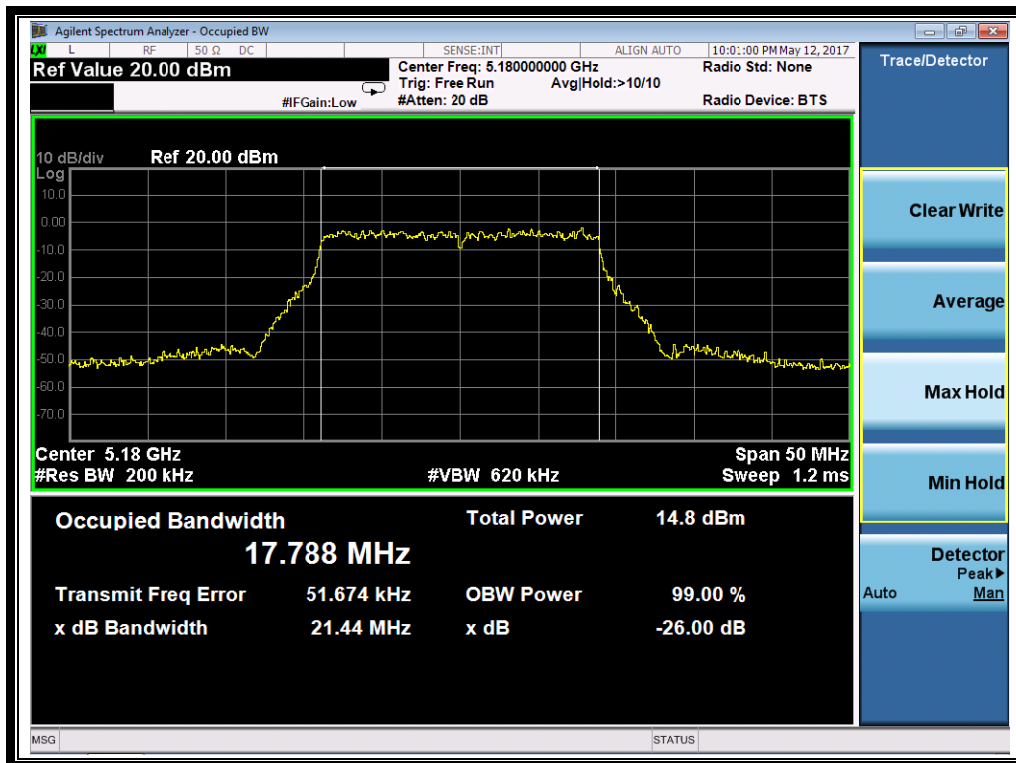 Agilent Spectrum Analyzer - Occupied BW
LXI L RF 50 Ω DC SENSE:INT ALIGN AUTO 10:01:00 PM May 12, 2017
Ref Value 20.00 dBm
Center Freq: 5.180000000 GHz
Radio Std: None
Trig: Free Run Avg|Hold:>10/10
#IFGain:Low
#Atten: 20 dB
Radio Device: BTS
10 dB/div Ref 20.00 dBm
Log
10.0
0.00
-10.0
-20.0
-30.0
-40.0
-50.0
-60.0
-70.0
Center 5.18 GHz Span 50 MHz
#Res BW 200 kHz #VBW 620 kHz Sweep 1.2 ms
Occupied Bandwidth Total Power 14.8 dBm
17.788 MHz
Transmit Freq Error 51.674 kHz OBW Power 99.00 %
x dB Bandwidth 21.44 MHz x dB -26.00 dB
MSG STATUS
Trace/Detector
Clear Write
Average
Max Hold
Min Hold
Detector
Peak▶
Auto Man